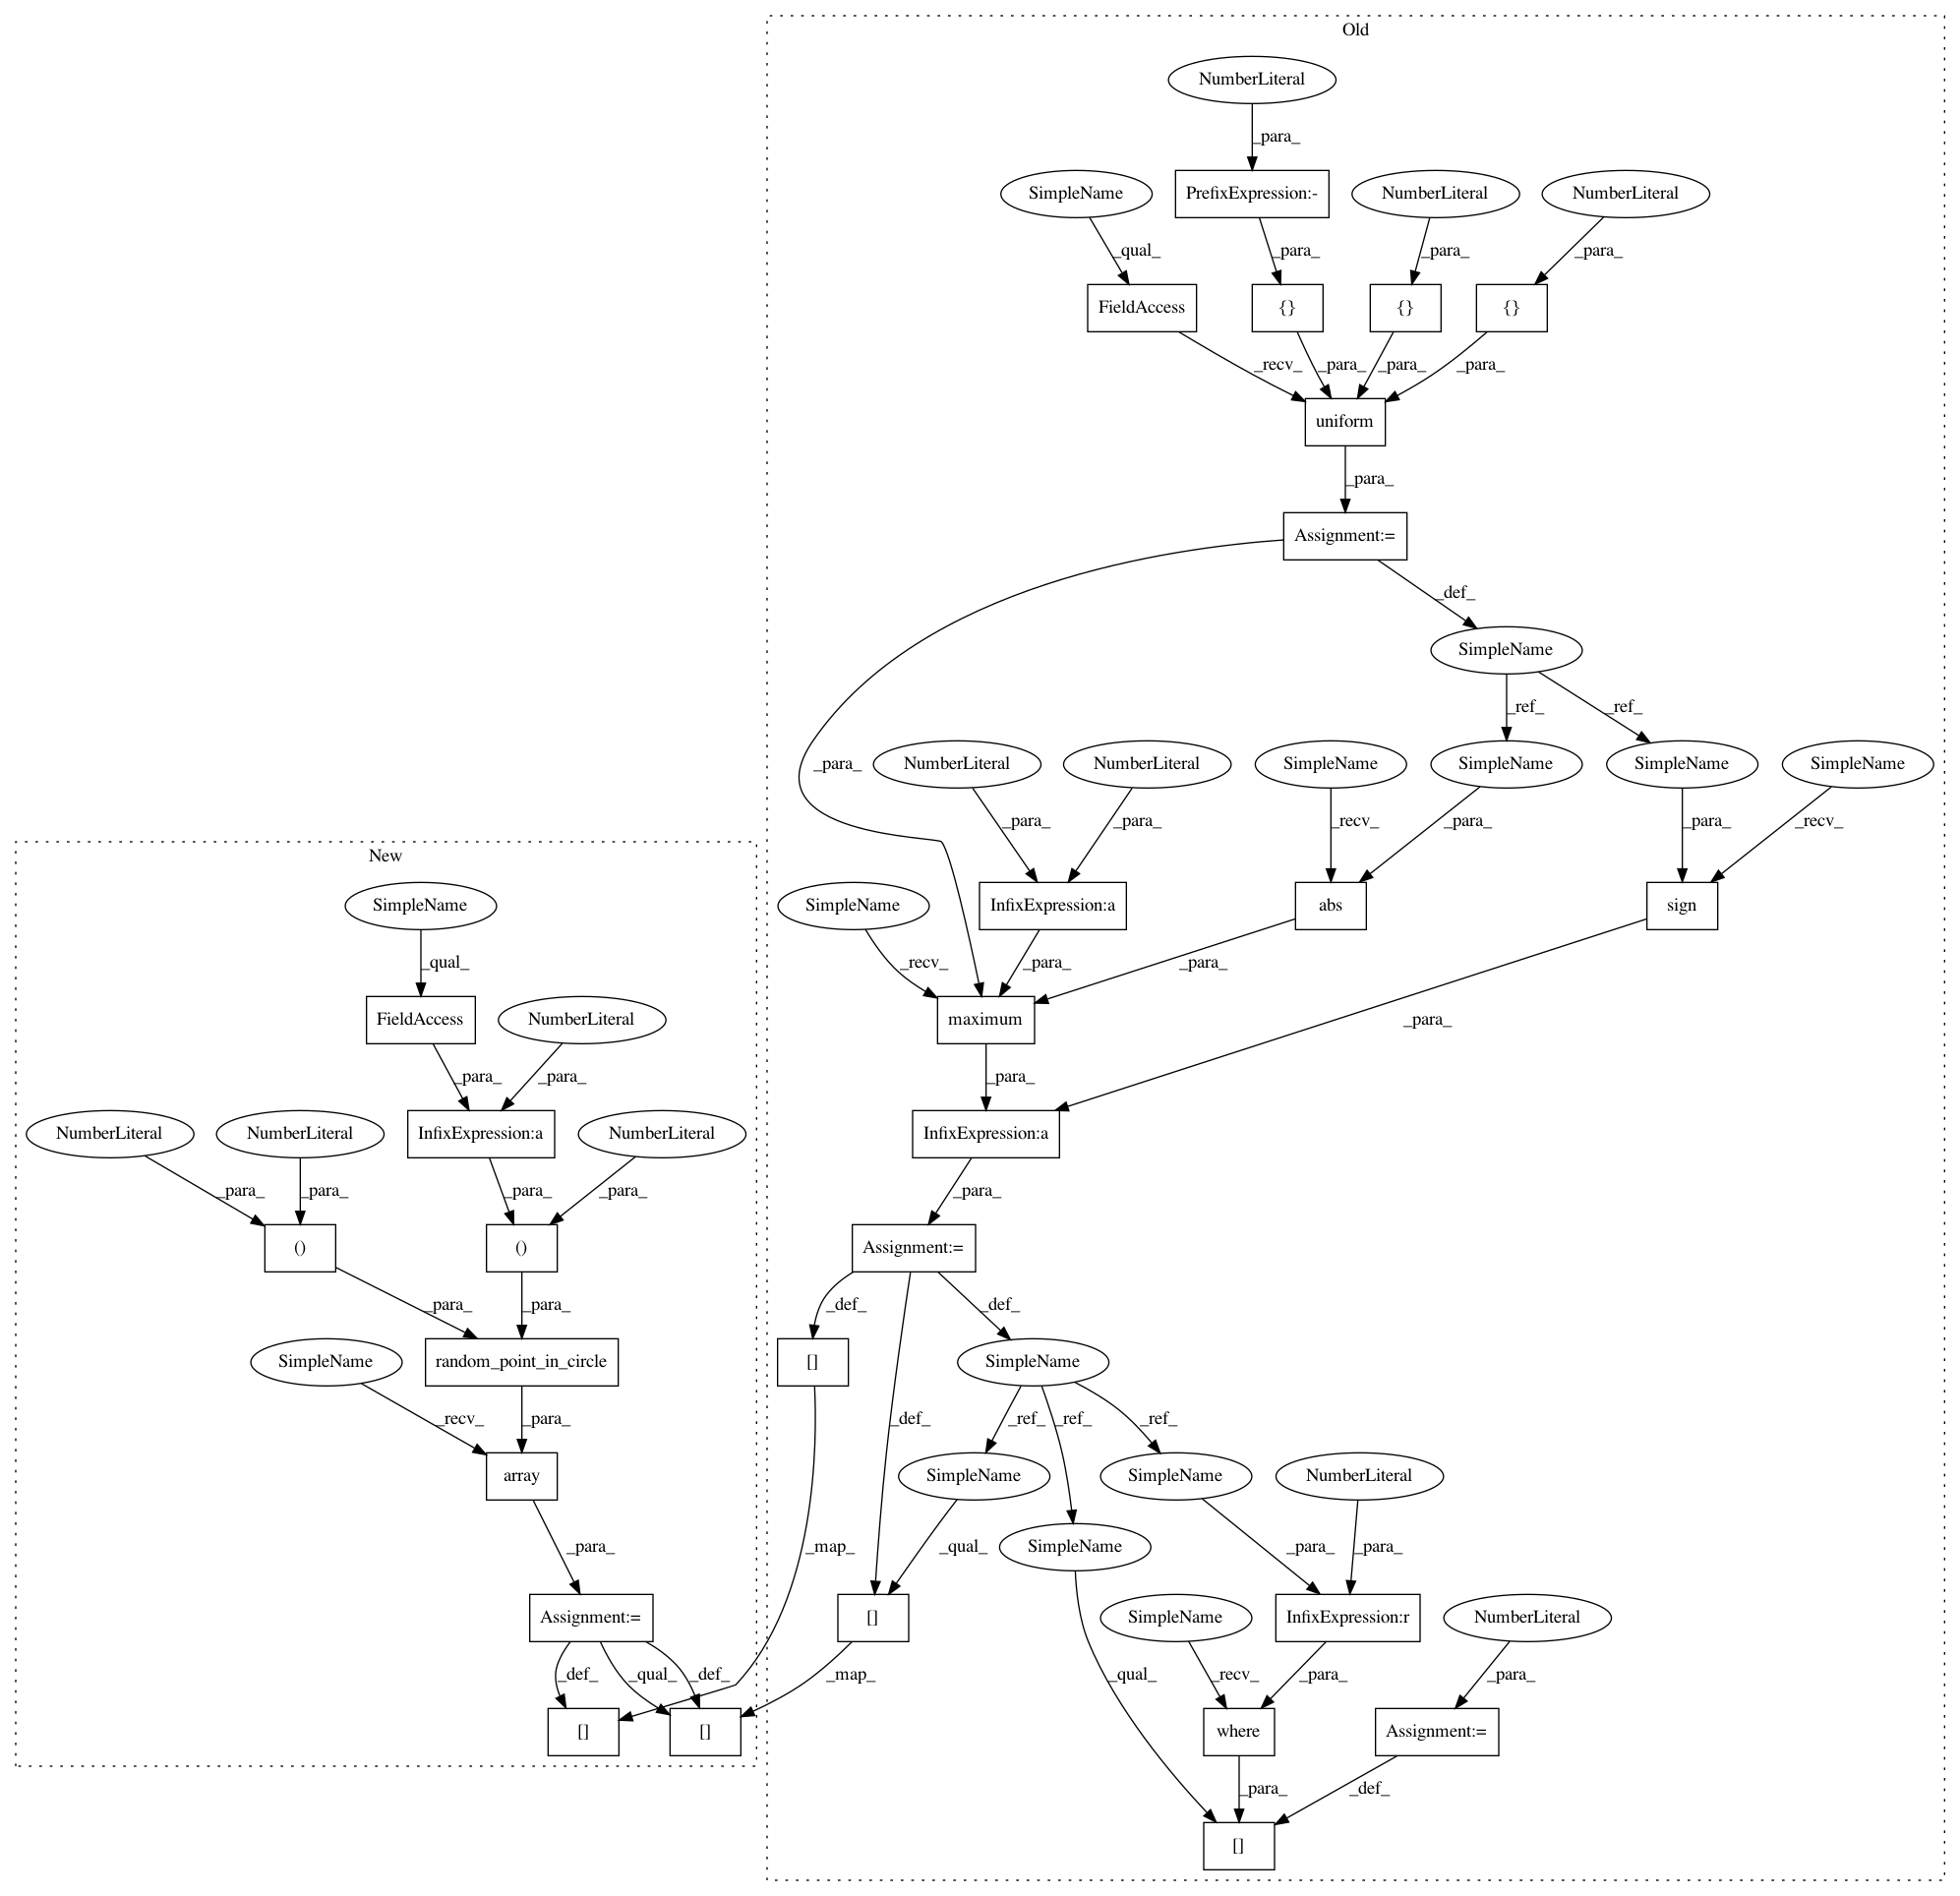 Old
NumberLiteral
_para_
SimpleName
PrefixExpression:-
NumberLiteral
NumberLiteral
_qual_
_para_
_para_
_para_
FieldAccess
{}
{}
{}
_recv_
_para_
_para_
_para_
uniform
_para_
Assignment:=
_def_
SimpleName
_ref_
_ref_
_para_
NumberLiteral
NumberLiteral
SimpleName
SimpleName
SimpleName
SimpleName
_para_
_para_
_recv_
_para_
_para_
_recv_
New
SimpleName
SimpleName
InfixExpression:a
abs
sign
_qual_
_recv_
_para_
_para_
FieldAccess
NumberLiteral
maximum
_para_
_para_
_para_
_para_
NumberLiteral
NumberLiteral
InfixExpression:a
NumberLiteral
InfixExpression:a
_para_
_para_
_para_
_para_
_para_
()
()
Assignment:=
_para_
_para_
_def_
_def_
SimpleName
random_point_in_circle
[]
SimpleName
_recv_
_para_
_def_
_ref_
_ref_
_ref_
array
SimpleName
SimpleName
NumberLiteral
_para_
_map_
_qual_
SimpleName
_para_
_para_
Assignment:=
[]
SimpleName
InfixExpression:r
NumberLiteral
_def_
_qual_
_def_
_map_
_qual_
_recv_
_para_
_para_
[]
[]
where
Assignment:=
_para_
_def_
[]